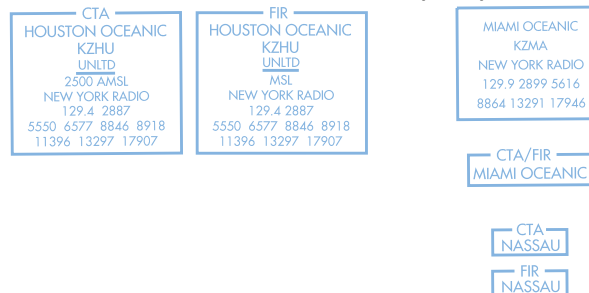 CTA
HOUSTON OCEANIC
KZHU
UNLTD
2500 AMSL
NEW YORK RADIO
129.4 2887
5550 6577 8846 8918
11396 13297 17907
FIR
HOUSTON OCEANIC
KZHU
UNLTD
MSL
NEW YORK RADIO
129.4 2887
5550 6577 8846 8918
11396 13297 17907
MIAMI OCEANIC
KZMA
NEW YORK RADIO
129.9 2899 5616
8864 13291 17946
CTA/FIR
MIAMI OCEANIC
CTA
NASSAU
FIR
NASSAU